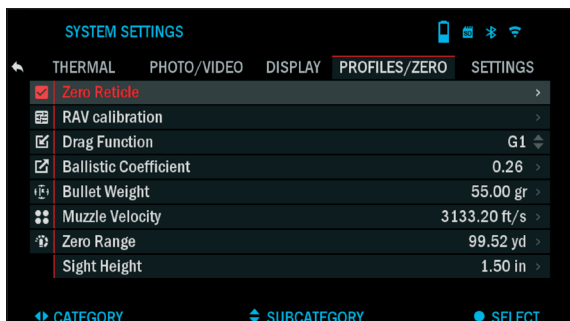 SYSTEM SETTINGS
THERMAL PHOTO/VIDEO DISPLAY PROFILES/ZERO SETTINGS
Zero Reticle
RAV calibration
Drag Function G1
Ballistic Coefficient 0.26
Bullet Weight 55.00 gr
Muzzle Velocity 3133.20 ft/s
Zero Range 99.52 yd
Sight Height 1.50 in
CATEGORY SUBCATEGORY SELECT